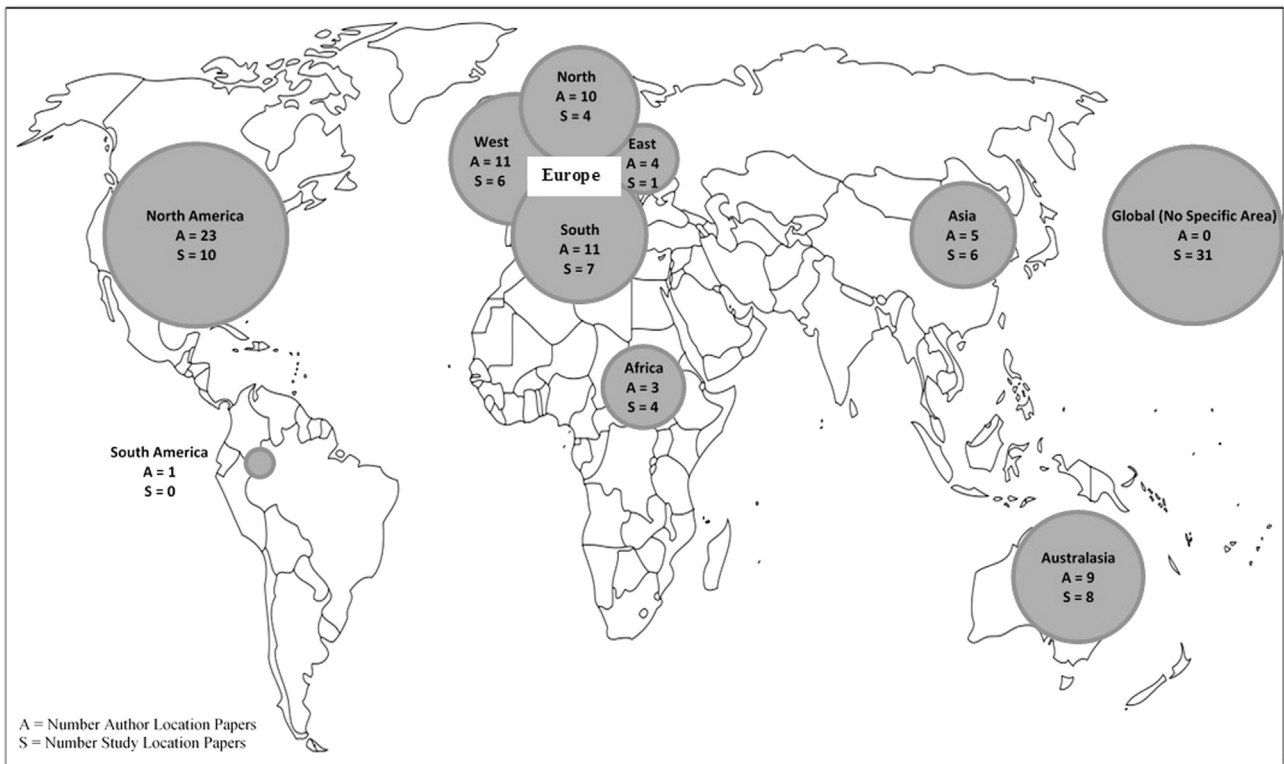 North
A = 10
S = 4
West
A = 11
S = 6
East
A = 4
S = 1
Europe
South
A = 11
S = 7
North America
A = 23
S = 10
Asia
A = 5
S = 6
Global (No Specific Area)
A = 0
S = 31
Africa
A = 3
S = 4
South America
A = 1
S = 0
Australasia
A = 9
S = 8
A = Number Author Location Papers
S = Number Study Location Papers